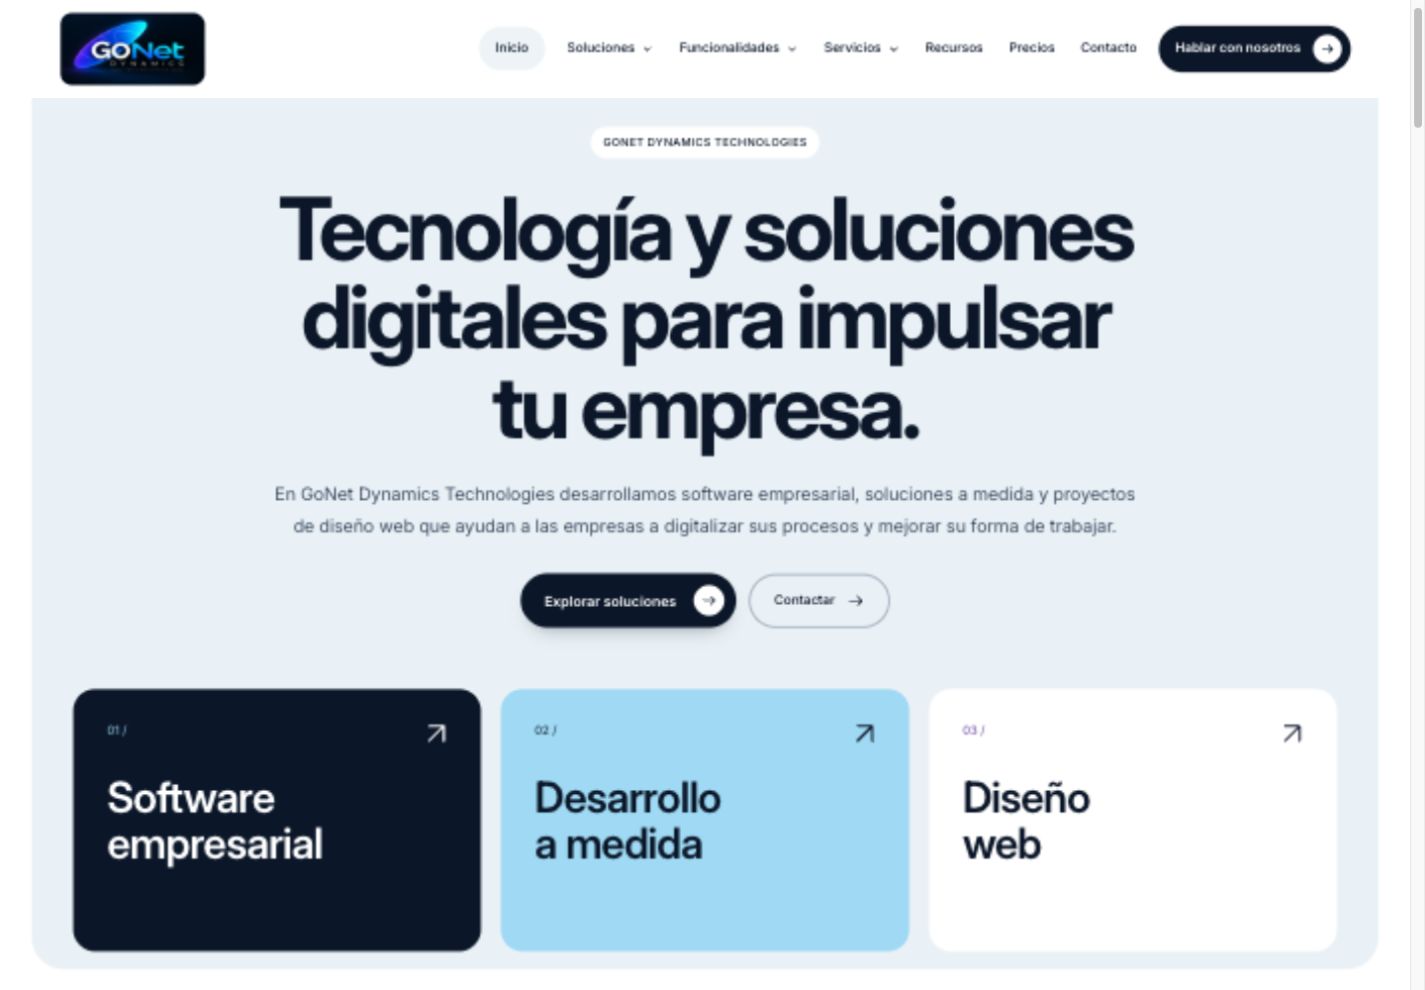 GONet
DYNAMICS
Inicio
Soluciones
Funcionalidades
Servicios
Recursos
Precios
Contacto
Hablar con nosotros
GONET DYNAMICS TECHNOLOGIES
Tecnología y soluciones
digitales para impulsar
tu empresa.
En GoNet Dynamics Technologies desarrollamos software empresarial, soluciones a medida y proyectos
de diseño web que ayudan a las empresas a digitalizar sus procesos y mejorar su forma de trabajar.
Explorar soluciones
Contactar
01 /
Software
empresarial
02 /
Desarrollo
a medida
03 /
Diseño
web